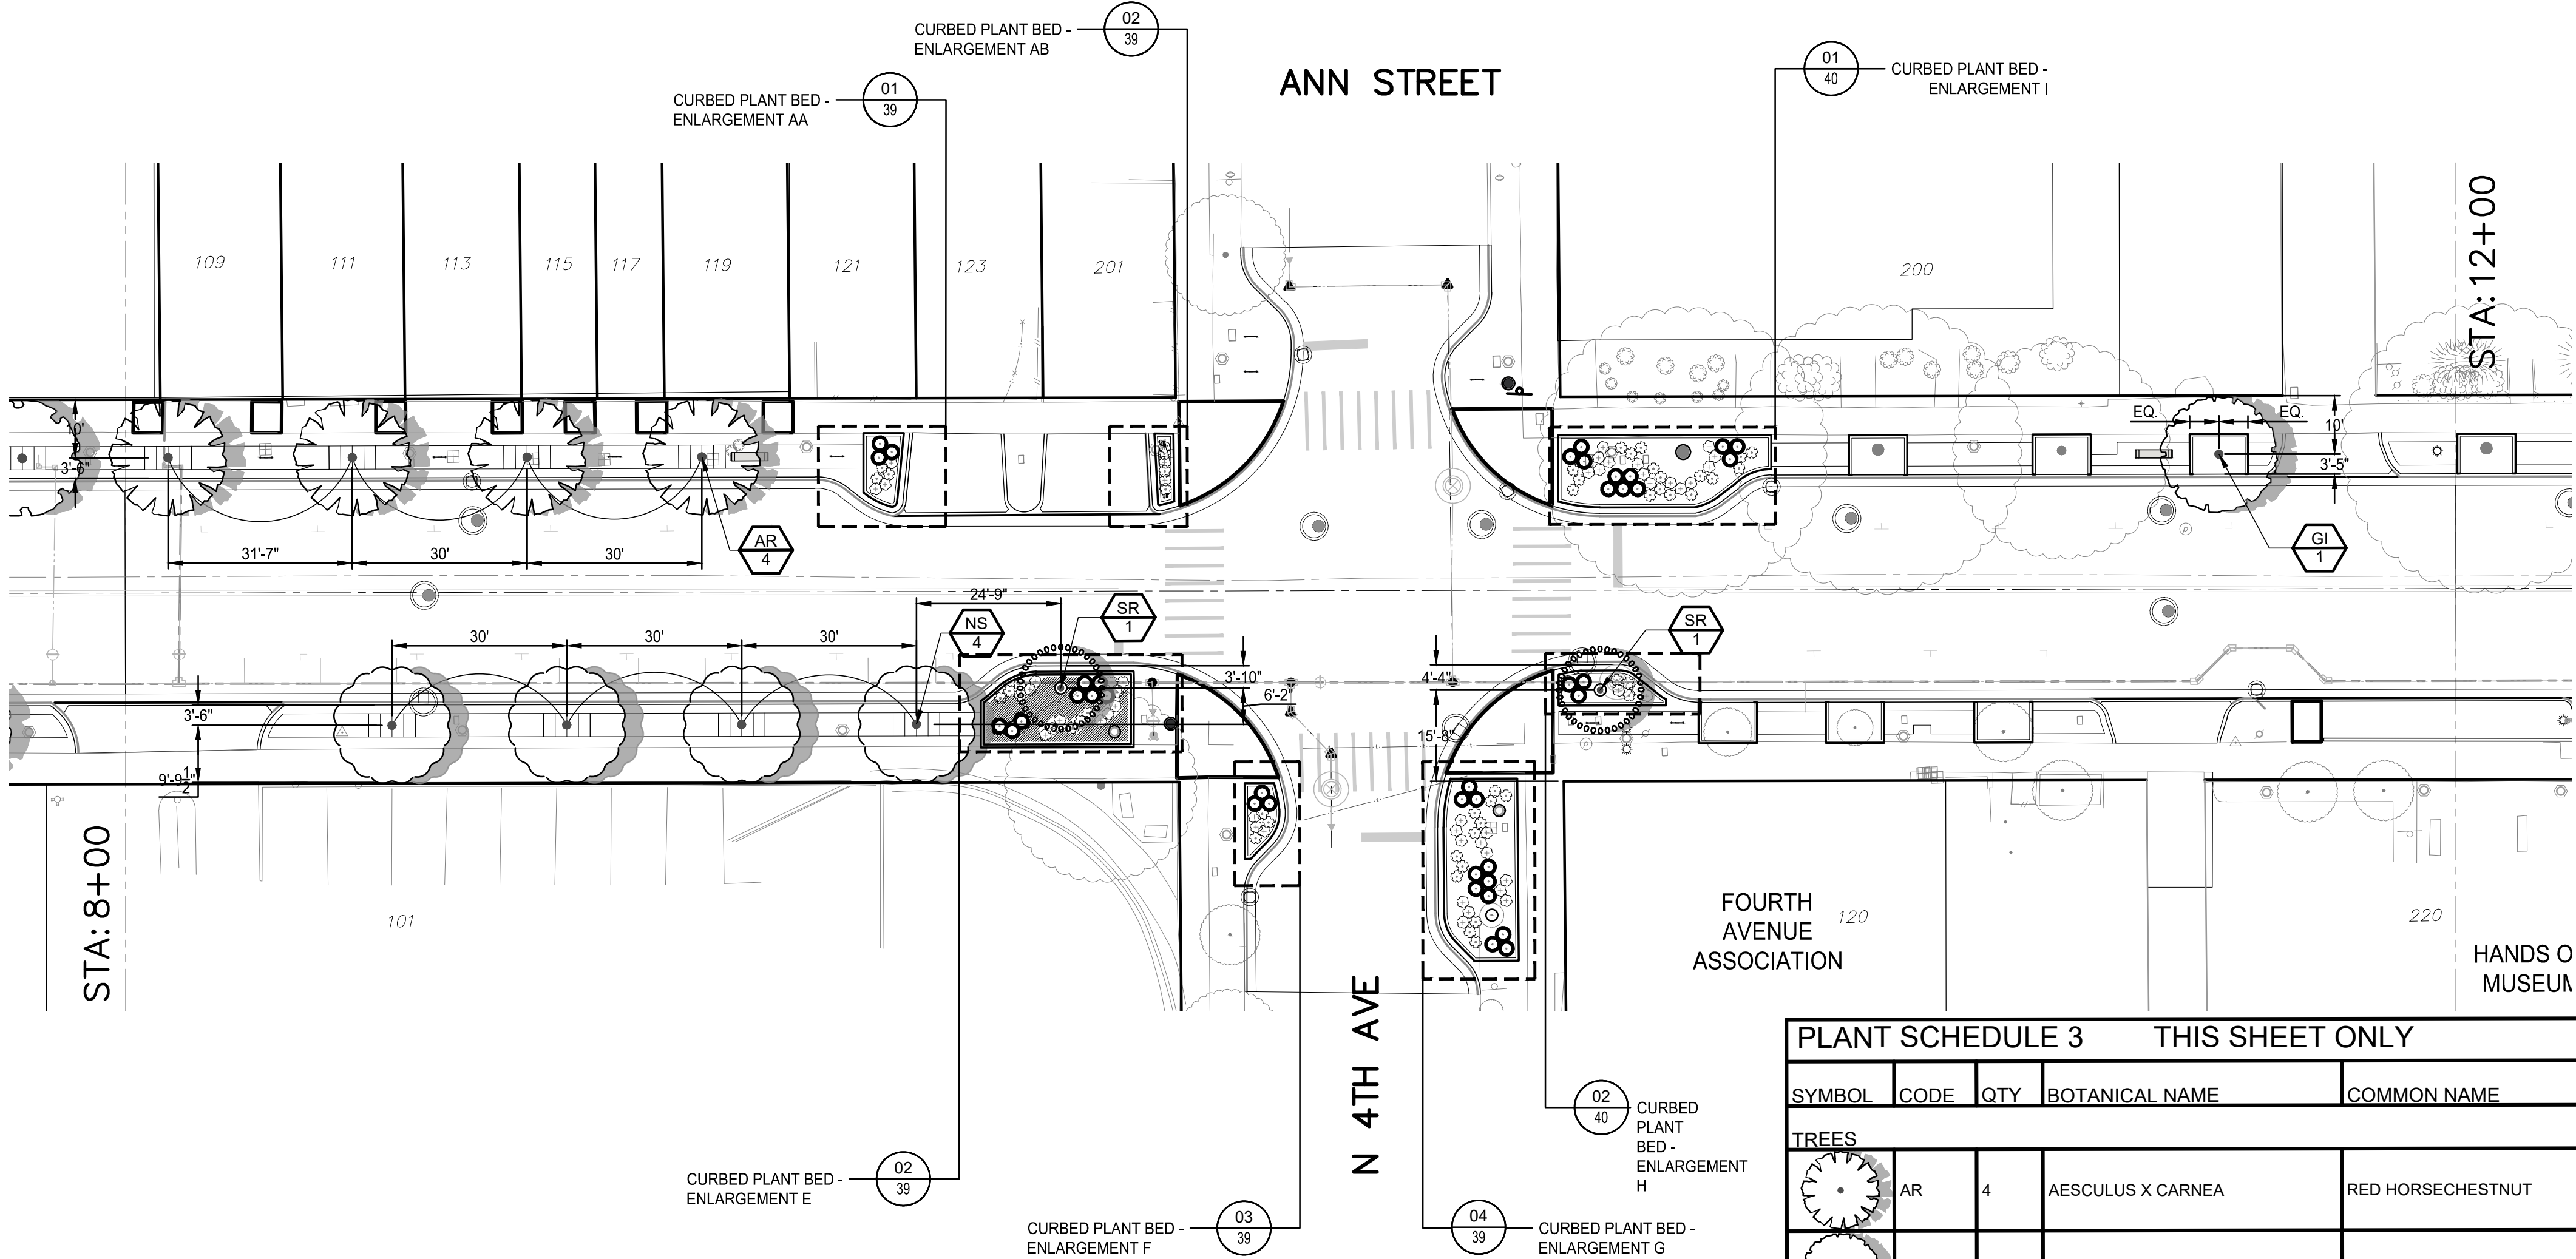 02
39
CURBED PLANT BED -
ENLARGEMENT AB
01
39
CURBED PLANT BED -
ENLARGEMENT AA
ANN STREET
01
40
CURBED PLANT BED -
ENLARGEMENT I
STA: 12+00
109
111
113
115
117
119
121
123
201
200
10'
3'-6"
EQ.
EQ.
10'
3'-5"
31'-7"
30'
30'
AR
4
GI
1
24'-9"
NS
4
SR
1
SR
1
30'
30'
30'
3'-10"
6'-2"
4'-4"
15'-8"
3'-6"
9'-9 1/2"
STA: 8+00
101
FOURTH
AVENUE
ASSOCIATION
120
220
HANDS O
MUSEUM
N 4TH AVE
CURBED PLANT BED -
ENLARGEMENT E
02
39
CURBED PLANT BED -
ENLARGEMENT F
03
39
04
39
CURBED PLANT BED -
ENLARGEMENT G
02
40
CURBED
PLANT
BED -
ENLARGEMENT
H
PLANT SCHEDULE 3 THIS SHEET ONLY
SYMBOL CODE QTY BOTANICAL NAME COMMON NAME
TREES
AR 4 AESCULUS X CARNEA RED HORSECHESTNUT